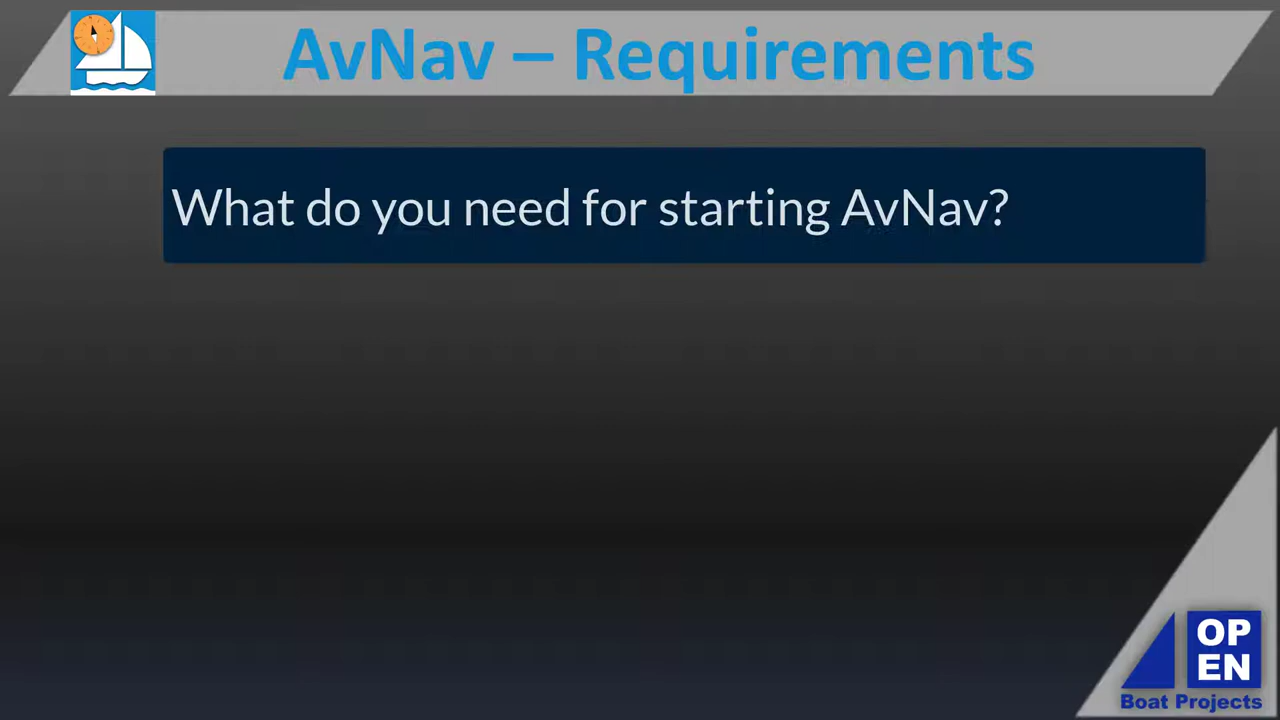 AvNav – Requirements
What do you need for starting AvNav?
OP
EN
Boat Projects